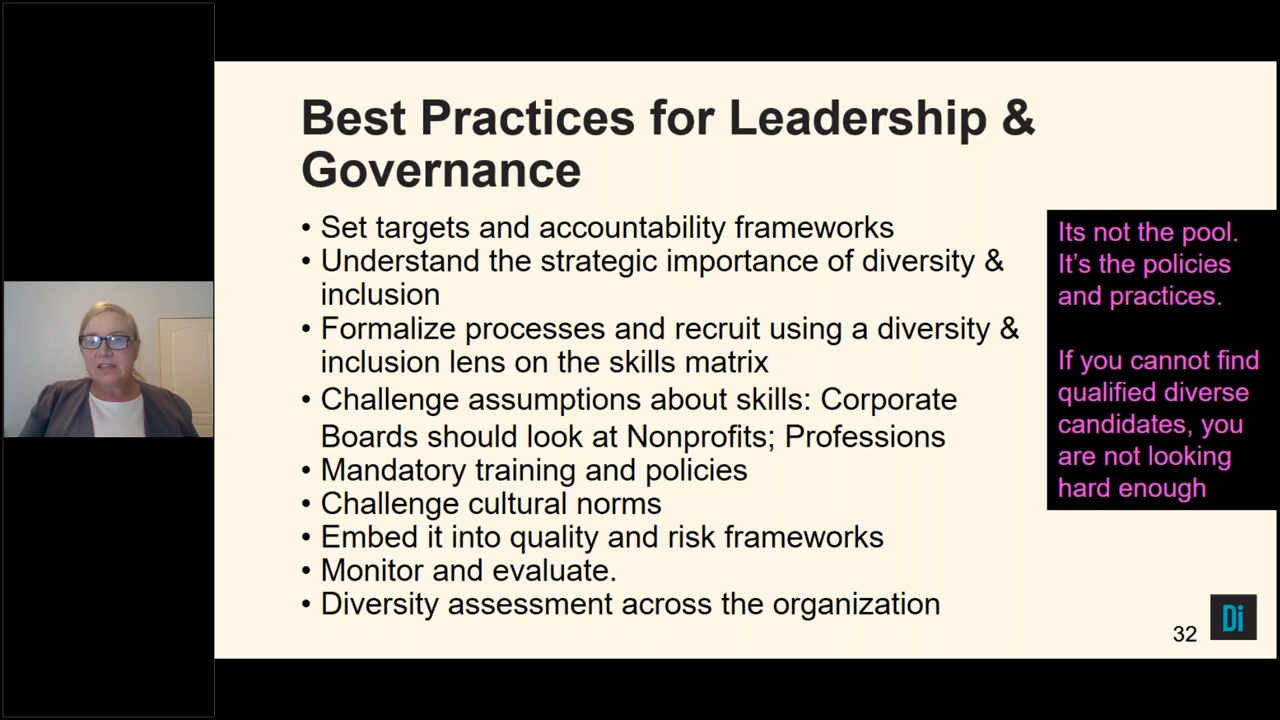 Best Practices for Leadership &
Governance
• Set targets and accountability frameworks
• Understand the strategic importance of diversity &
inclusion
• Formalize processes and recruit using a diversity &
inclusion lens on the skills matrix
• Challenge assumptions about skills: Corporate
Boards should look at Nonprofits; Professions
• Mandatory training and policies
• Challenge cultural norms
• Embed it into quality and risk frameworks
• Monitor and evaluate.
• Diversity assessment across the organization
Its not the pool.
It’s the policies
and practices.
If you cannot find
qualified diverse
candidates, you
are not looking
hard enough
32
Di